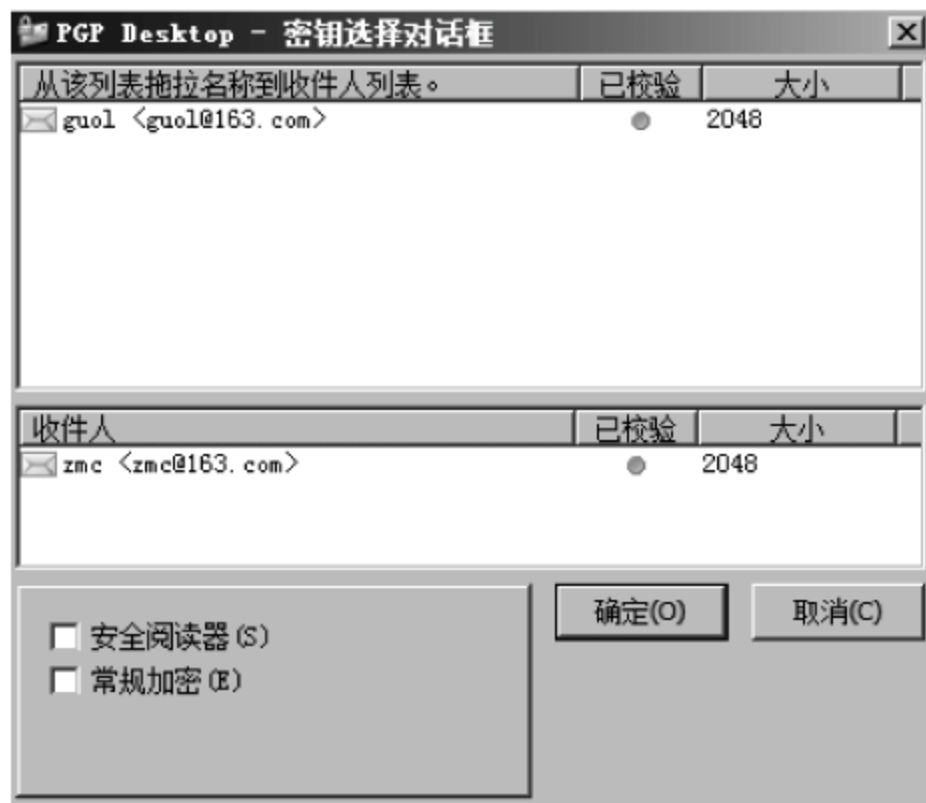 PGP Desktop - 密钥选择对话框
从该列表拖拉名称到收件人列表。 已校验 大小
guol <guol@163.com> 2048
收件人 已校验 大小
zmc <zmc@163.com> 2048
确定(O) 取消(C)
安全阅读器(S)
常规加密(E)